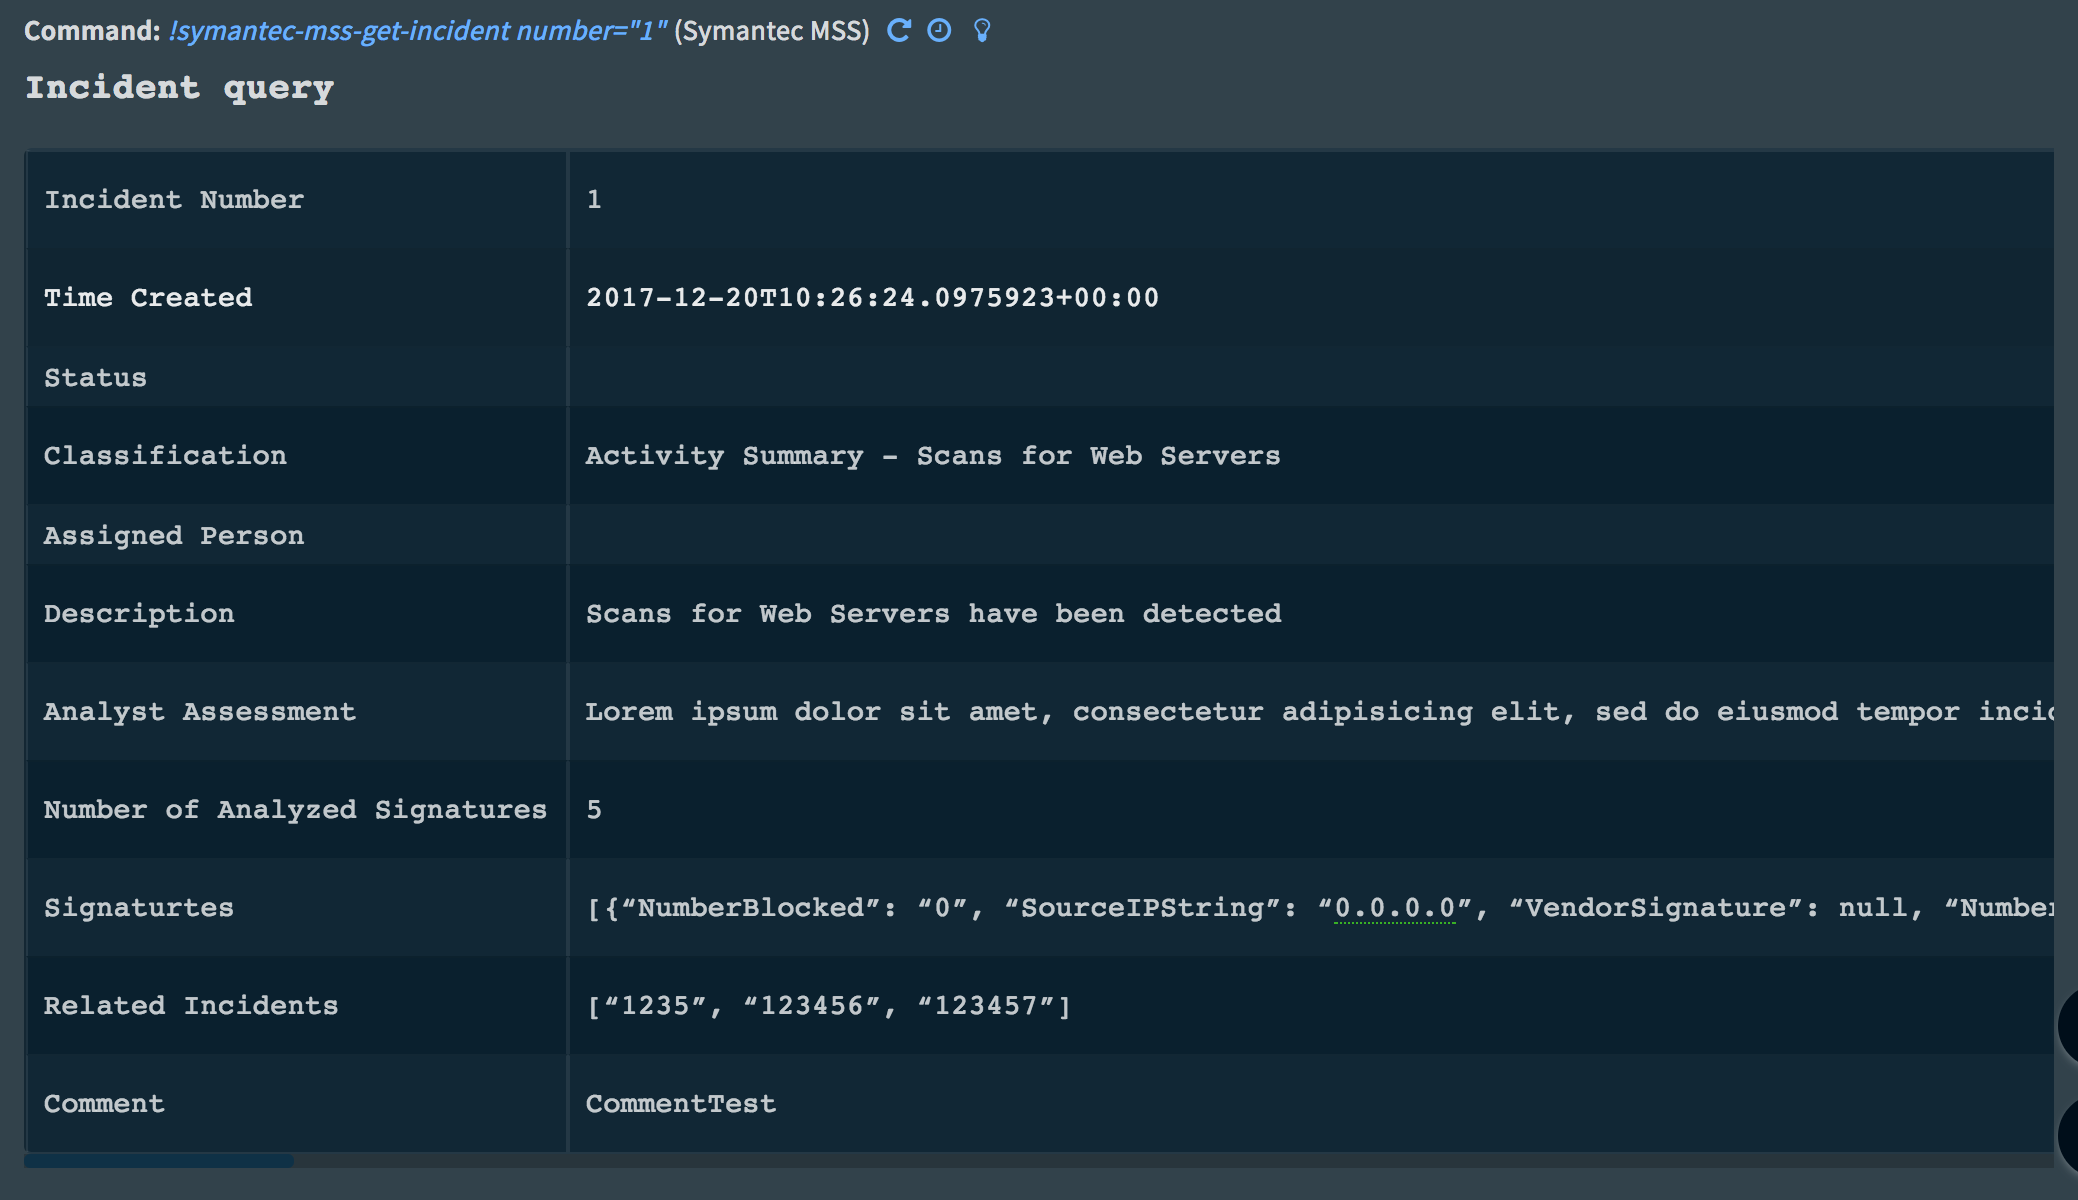 Command: !symantec-mss-get-incident number="1" (Symantec MSS)
Incident query
Incident Number 1
Time Created 2017-12-20T10:26:24.0975923+00:00
Status
Classification Activity Summary - Scans for Web Servers
Assigned Person
Description Scans for Web Servers have been detected
Analyst Assessment Lorem ipsum dolor sit amet, consectetur adipisicing elit, sed do eiusmod tempor inci
Number of Analyzed Signatures 5
Signaturtes [{“NumberBlocked”: “0”, “SourceIPString”: “0.0.0.0”, “VendorSignature”: null, “Number
Related Incidents [“1235”, “123456”, “123457”]
Comment CommentTest